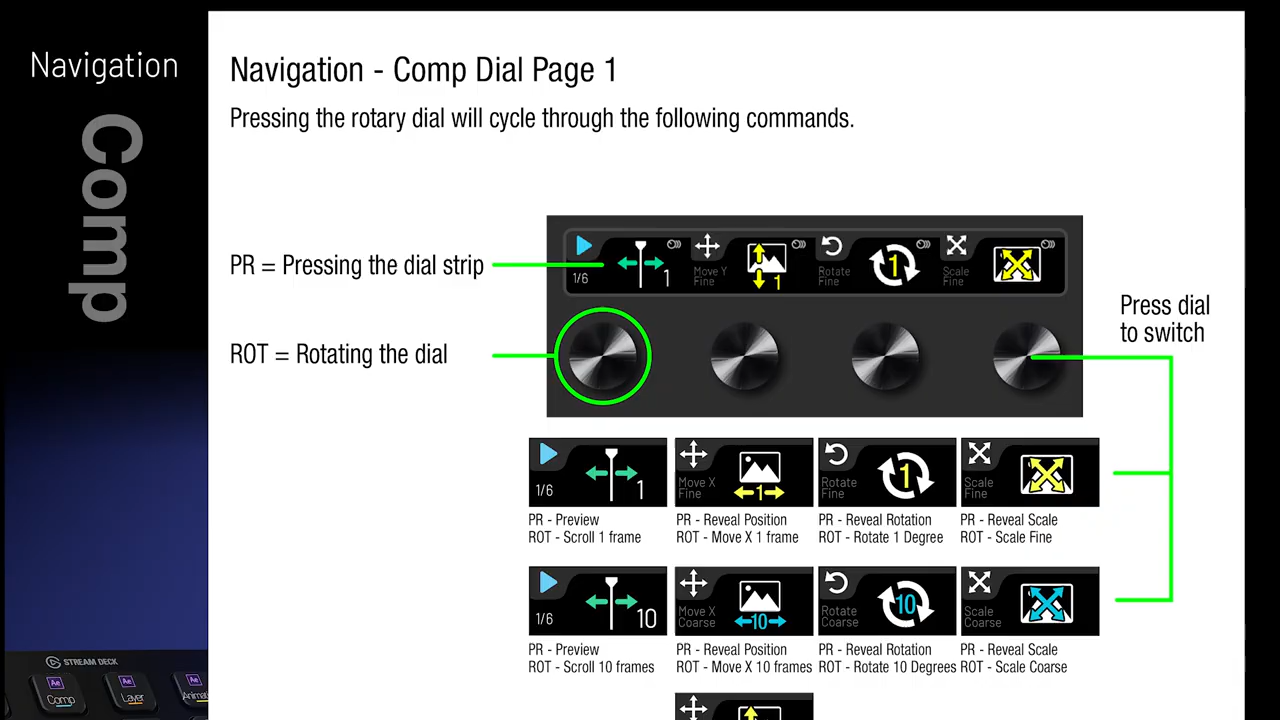 Navigation
Comp
Navigation - Comp Dial Page 1
Pressing the rotary dial will cycle through the following commands.
PR = Pressing the dial strip
1/6
1
Move Y
Fine
1
Rotate
Fine
1
Scale
Fine
ROT = Rotating the dial
Press dial
to switch
1/6
1
Move X
Fine
1
Rotate
Fine
1
Scale
Fine
PR - Preview
ROT - Scroll 1 frame
PR - Reveal Position
ROT - Move X 1 frame
PR - Reveal Rotation
ROT - Rotate 1 Degree
PR - Reveal Scale
ROT - Scale Fine
1/6
10
Move X
Coarse
10
Rotate
Coarse
10
Scale
Coarse
PR - Preview
ROT - Scroll 10 frames
PR - Reveal Position
ROT - Move X 10 frames
PR - Reveal Rotation
ROT - Rotate 10 Degrees
PR - Reveal Scale
ROT - Scale Coarse
STREAM DECK
Ae
Comp
Ae
Layer
Ae
Animati